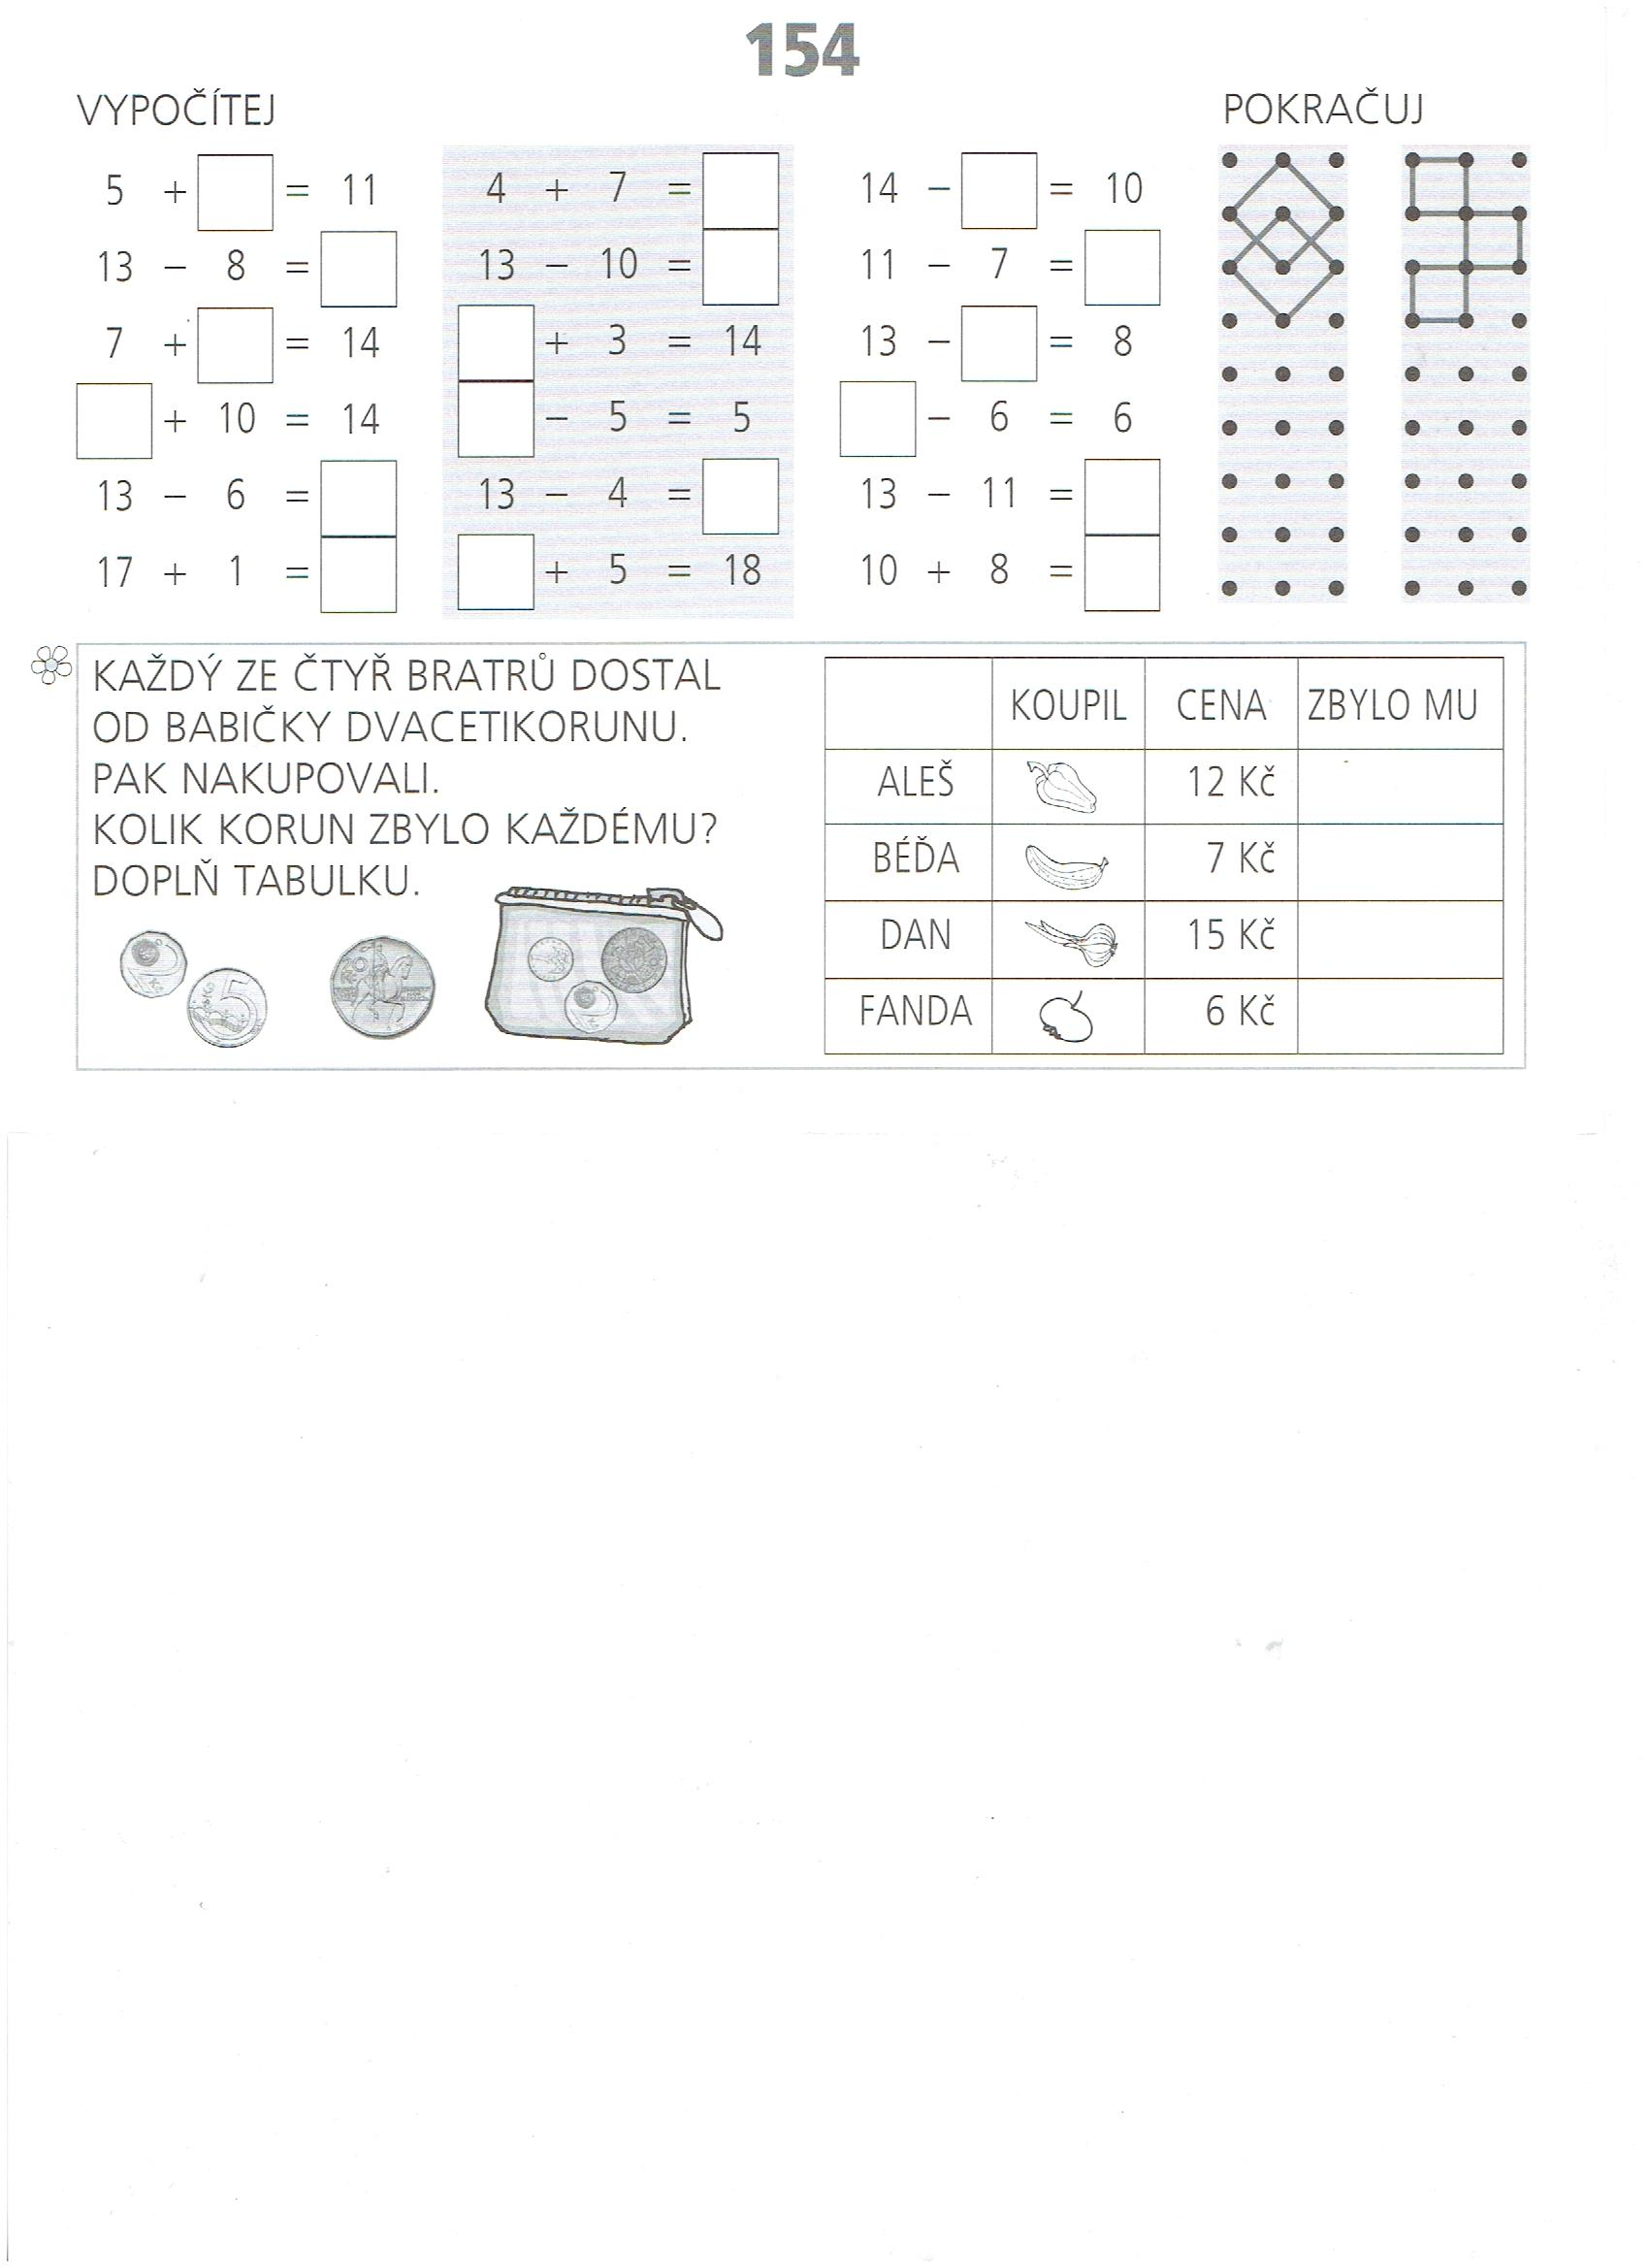 154
VYPOČÍTEJ
5 + = 11
13 − 8 =
7 + = 14
+ 10 = 14
13 − 6 =
17 + 1 =
4 + 7 =
13 − 10 =
+ 3 = 14
− 5 = 5
13 − 4 =
+ 5 = 18
14 − = 10
11 − 7 =
13 − = 8
− 6 = 6
13 − 11 =
10 + 8 =
POKRAČUJ
KAŽDÝ ZE ČTYŘ BRATRŮ DOSTAL
OD BABIČKY DVACETIKORUNU.
PAK NAKUPOVALI.
KOLIK KORUN ZBYLO KAŽDÉMU?
DOPLŇ TABULKU.
5
KOUPIL CENA ZBYLO MU
ALEŠ 12 Kč
BÉĎA 7 Kč
DAN 15 Kč
FANDA 6 Kč